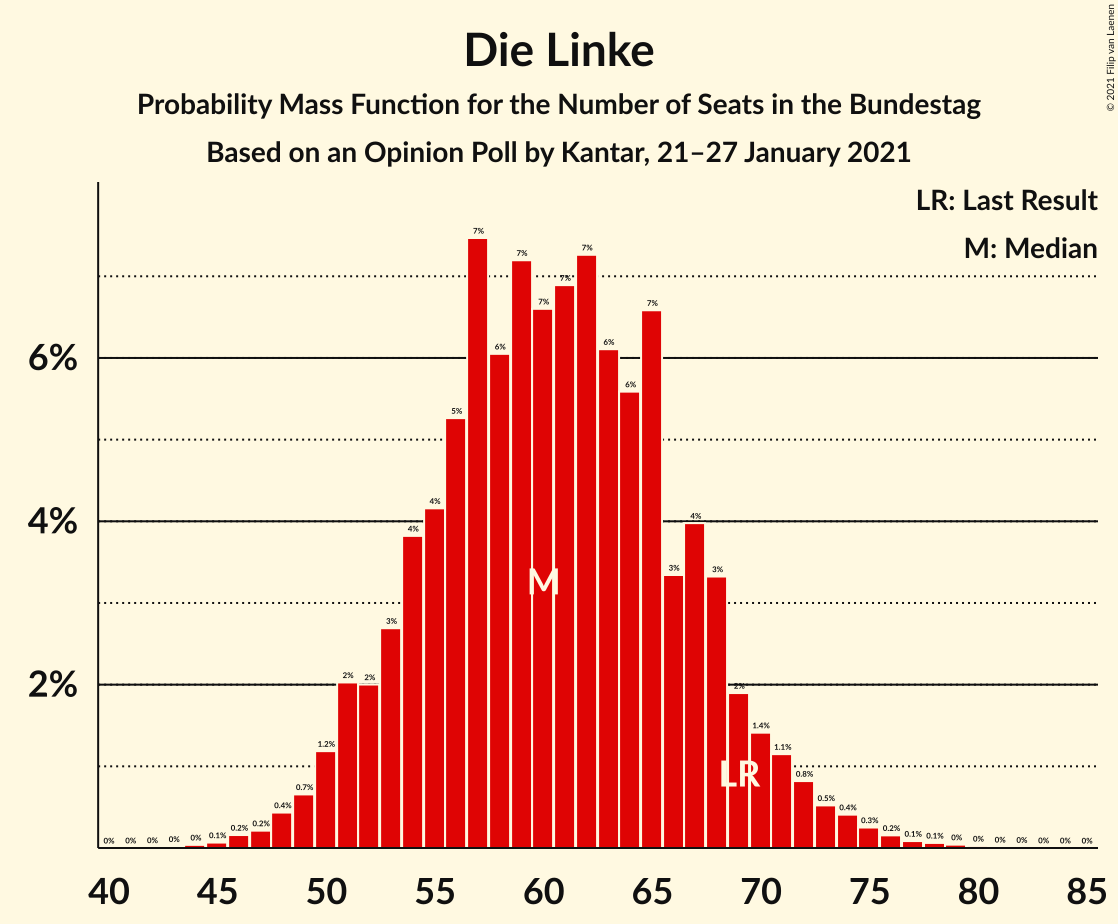 Die Linke
Probability Mass Function for the Number of Seats in the Bundestag
Based on an Opinion Poll by Kantar, 21–27 January 2021
© 2021 Filip van Laenen
LR: Last Result
M: Median
6%
4%
2%
0% 0% 0% 0% 0% 0.1% 0.2% 0.2% 0.4% 0.7% 1.2% 2% 2% 3% 4% 4% 5% 7% 6% 7% 7% 7% 7% 6% 6% 7% 3% 4% 3% 2% 1.4% 1.1% 0.8% 0.5% 0.4% 0.3% 0.2% 0.1% 0.1% 0% 0% 0% 0% 0% 0% 0%
M
LR
40 45 50 55 60 65 70 75 80 85